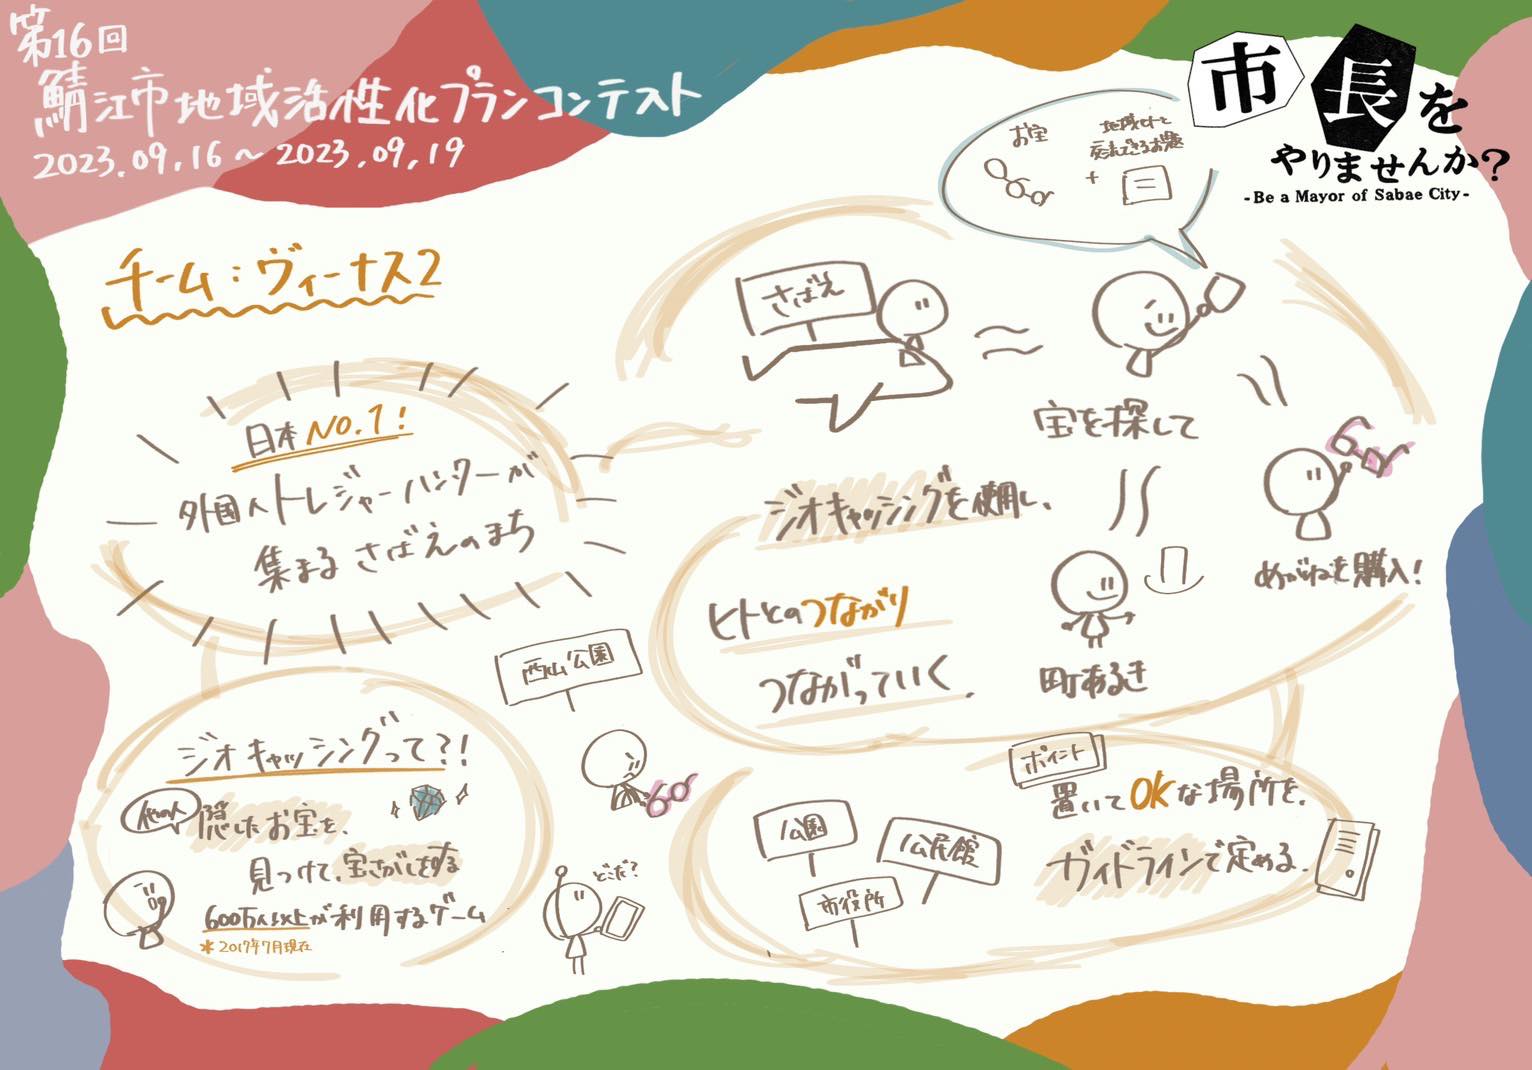 第16回
鯖江市地域活性化プランコンテスト
2023.09.16～2023.09.19
市長を
やりませんか？
-Be a Mayor of Sabae City-
チーム：ヴィーナス2
日本No.1!
外国人トレジャーハンターが
集まる さばえのまち
お宝
地域の人と
交流できるお題
+
さばえ
宝を探して
めがねを購入!
町あるき
ジオキャッシングを使用し、
ヒトとのつながり
つながっていく.
西山公園
ジオキャッシングって?!
隠したお宝を、
見つけて、宝さがしをする
600万人以上が利用するゲーム
*2017年7月現在
どこだ?
ポイント
置いてOKな場所を、
ガイドラインで定める.
公園
公民館
市役所